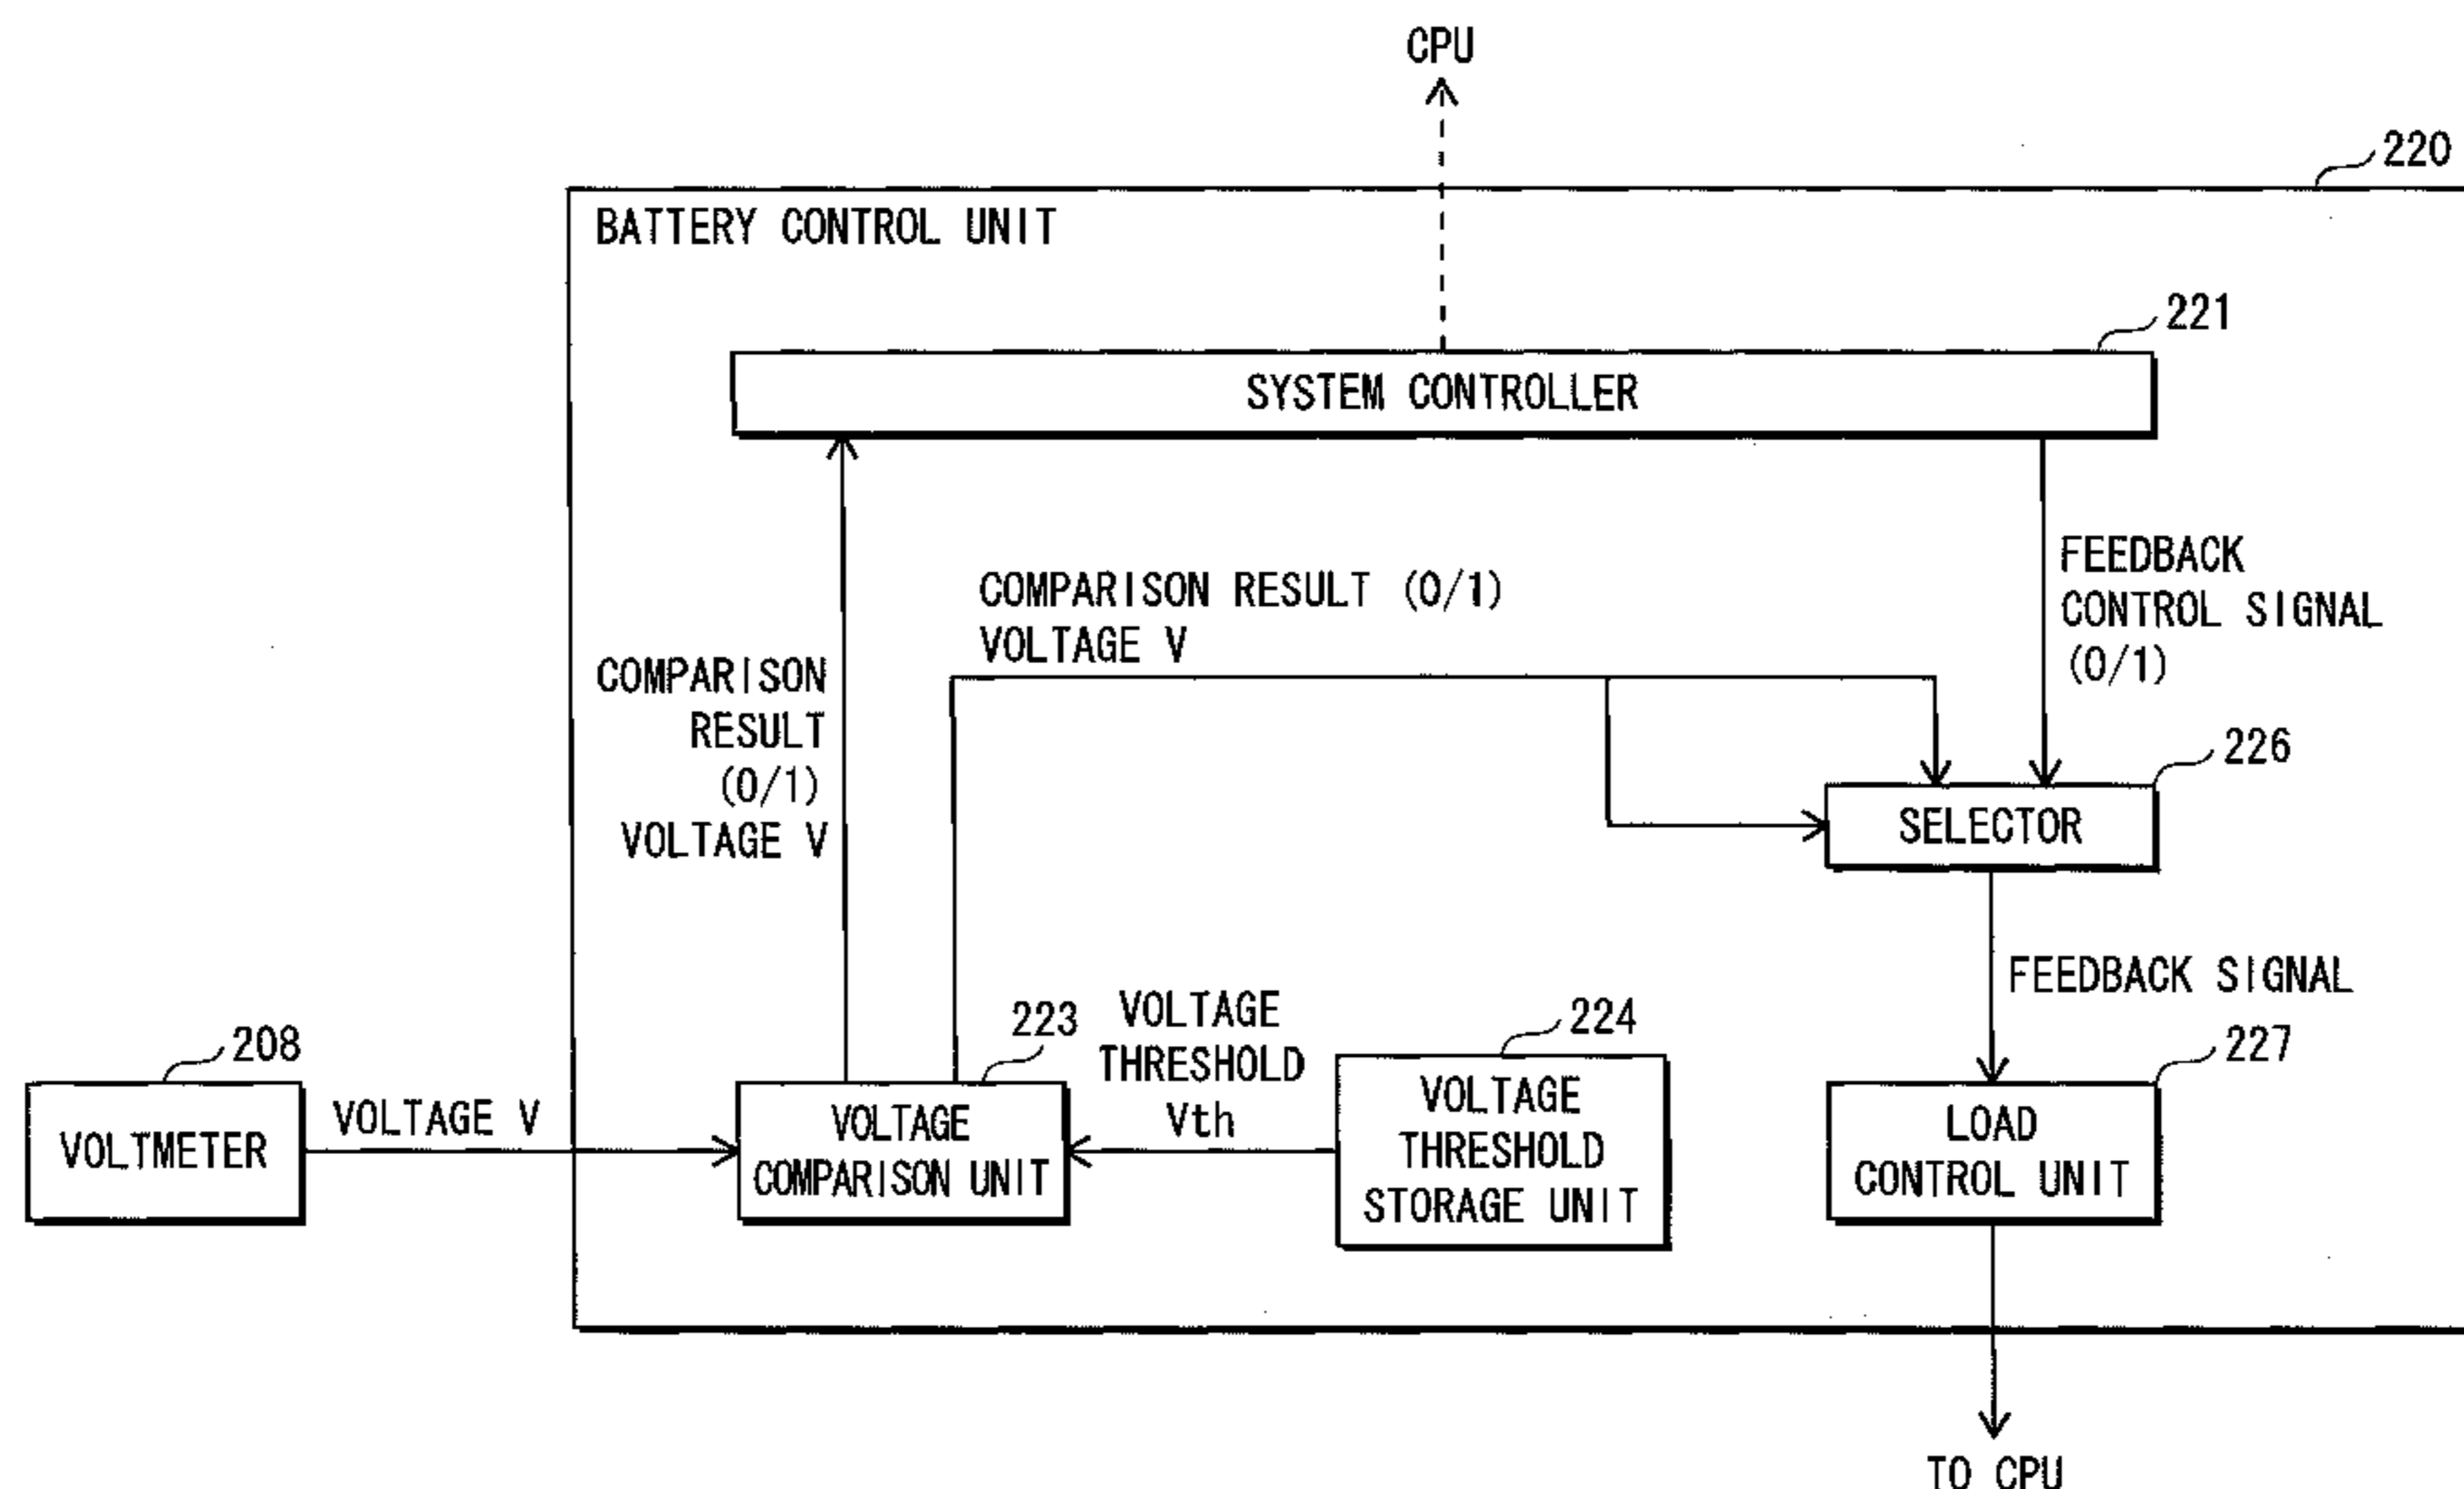 CPU
220
BATTERY CONTROL UNIT
221
SYSTEM CONTROLLER
COMPARISON RESULT (0/1)
VOLTAGE V
FEEDBACK
CONTROL SIGNAL
(0/1)
COMPARISON
RESULT
(0/1)
VOLTAGE V
226
SELECTOR
FEEDBACK SIGNAL
208
VOLTMETER
VOLTAGE V
223
VOLTAGE
COMPARISON UNIT
VOLTAGE
THRESHOLD
Vth
224
VOLTAGE
THRESHOLD
STORAGE UNIT
227
LOAD
CONTROL UNIT
TO CPU